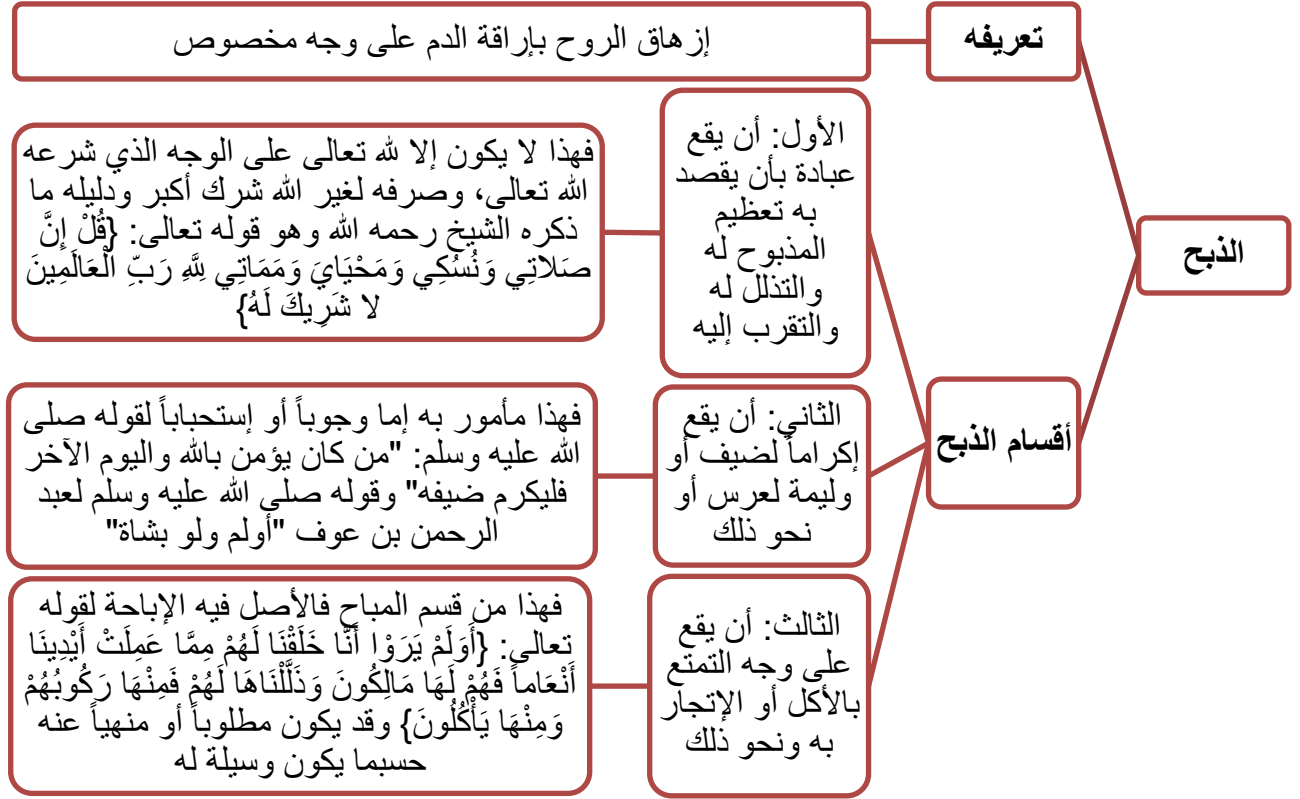 الذبح
تعريفه
إزهاق الروح بإراقة الدم على وجه مخصوص
أقسام الذبح
الأول: أن يقع
عبادة بأن يقصد
به تعظيم
المذبوح له
والتذلل له
والتقرب إليه
فهذا لا يكون إلا لله تعالى على الوجه الذي شرعه
الله تعالى، وصرفه لغير الله شرك أكبر ودليله ما
ذكره الشيخ رحمه الله وهو قوله تعالى: {قُلْ إِنَّ
صَلاتِي وَنُسُكِي وَمَحْيَايَ وَمَمَاتِي لِلَّهِ رَبِّ الْعَالَمِينَ
لا شَرِيكَ لَهُ}
الثاني: أن يقع
إكراماً لضيف أو
وليمة لعرس أو
نحو ذلك
فهذا مأمور به إما وجوباً أو إستحباباً لقوله صلى
الله عليه وسلم: "من كان يؤمن بالله واليوم الآخر
فليكرم ضيفه" وقوله صلى الله عليه وسلم لعبد
الرحمن بن عوف "أولم ولو بشاة"
الثالث: أن يقع
على وجه التمتع
بالأكل أو الإتجار
به ونحو ذلك
فهذا من قسم المباح فالأصل فيه الإباحة لقوله
تعالى: {أَوَلَمْ يَرَوْا أَنَّا خَلَقْنَا لَهُمْ مِمَّا عَمِلَتْ أَيْدِينَا
أَنْعَاماً فَهُمْ لَهَا مَالِكُونَ وَذَلَّلْنَاهَا لَهُمْ فَمِنْهَا رَكُوبُهُمْ
وَمِنْهَا يَأْكُلُونَ} وقد يكون مطلوباً أو منهياً عنه
حسبما يكون وسيلة له